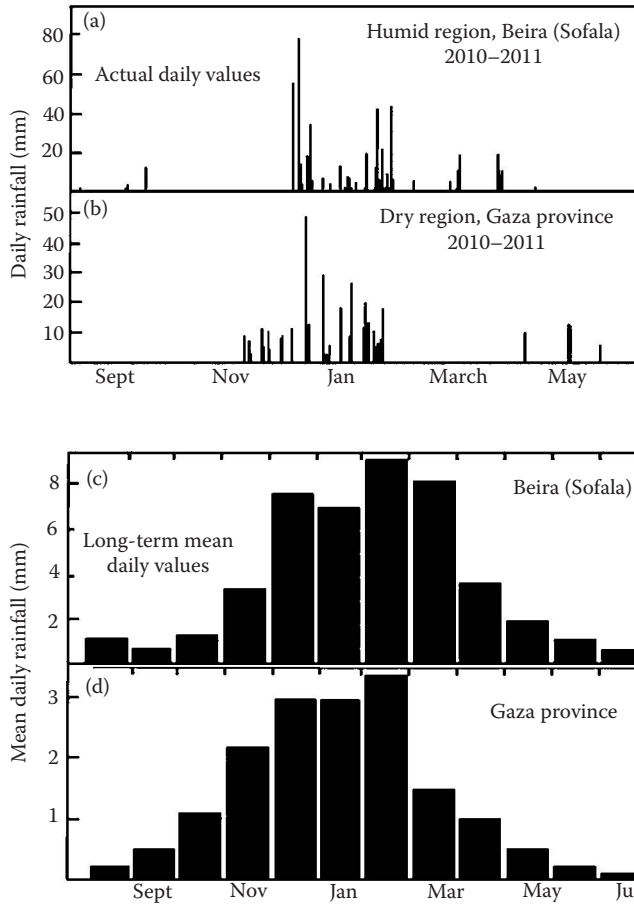 (a)
Humid region, Beira (Sofala)
2010–2011
Actual daily values
80
60
40
20
Daily rainfall (mm)
(b)
Dry region, Gaza province
2010–2011
50
40
30
20
10
Sept Nov Jan March May
(c)
Beira (Sofala)
Long-term mean
daily values
8
6
4
2
Mean daily rainfall (mm)
(d)
Gaza province
3
2
1
Sept Nov Jan Mar May Ju